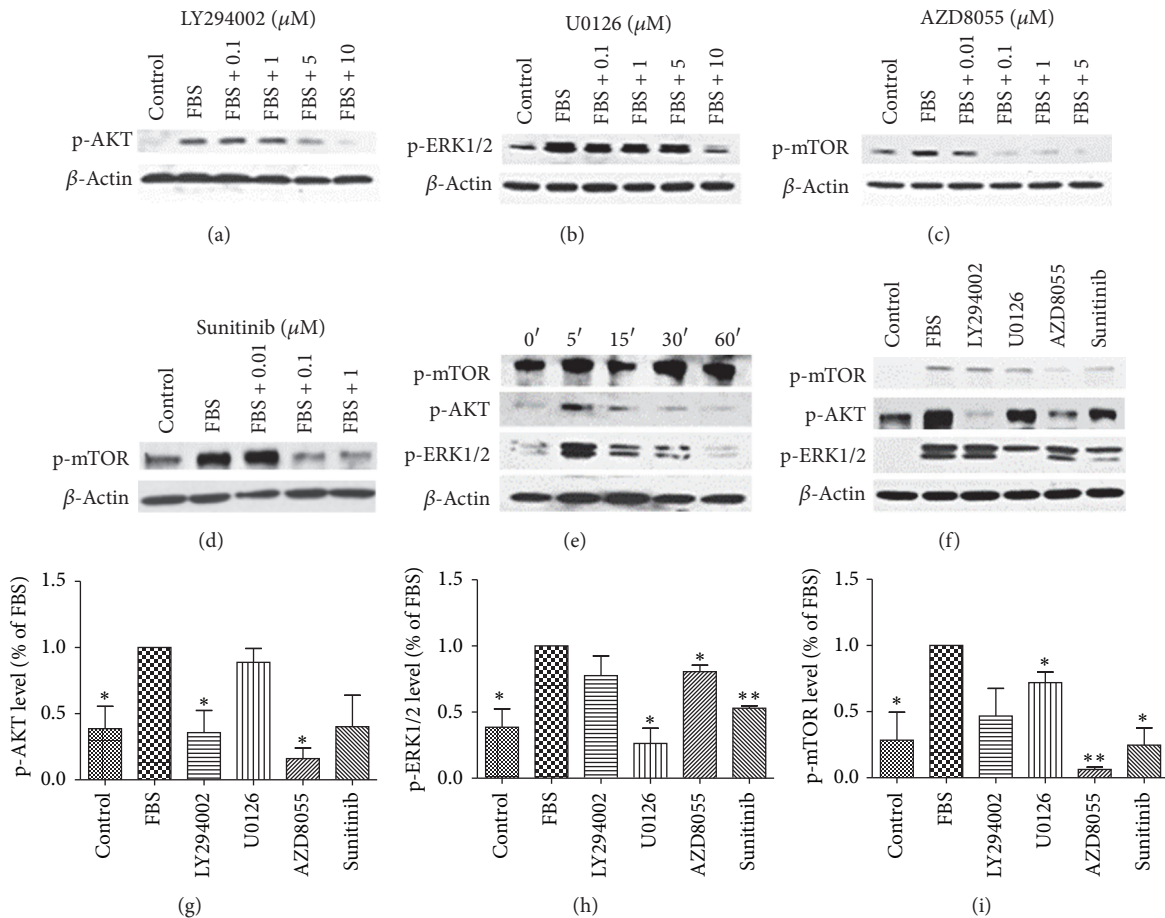 LY294002 (μM)
Control
FBS
FBS + 0.1
FBS + 1
FBS + 5
FBS + 10
p-AKT
β-Actin
(a)
U0126 (μM)
Control
FBS
FBS + 0.1
FBS + 1
FBS + 5
FBS + 10
p-ERK1/2
β-Actin
(b)
AZD8055 (μM)
Control
FBS
FBS + 0.01
FBS + 0.1
FBS + 1
FBS + 5
p-mTOR
β-Actin
(c)
Sunitinib (μM)
Control
FBS
FBS + 0.01
FBS + 0.1
FBS + 1
p-mTOR
β-Actin
(d)
0′ 5′ 15′ 30′ 60′
p-mTOR
p-AKT
p-ERK1/2
β-Actin
(e)
Control
FBS
LY294002
U0126
AZD8055
Sunitinib
p-mTOR
p-AKT
p-ERK1/2
β-Actin
(f)
p-AKT level (% of FBS)
1.5
1.0
0.5
0.0
*
*
*
Control
FBS
LY294002
U0126
AZD8055
Sunitinib
(g)
p-ERK1/2 level (% of FBS)
1.5
1.0
0.5
0.0
*
*
*
**
Control
FBS
LY294002
U0126
AZD8055
Sunitinib
(h)
p-mTOR level (% of FBS)
1.5
1.0
0.5
0.0
*
*
**
*
Control
FBS
LY294002
U0126
AZD8055
Sunitinib
(i)